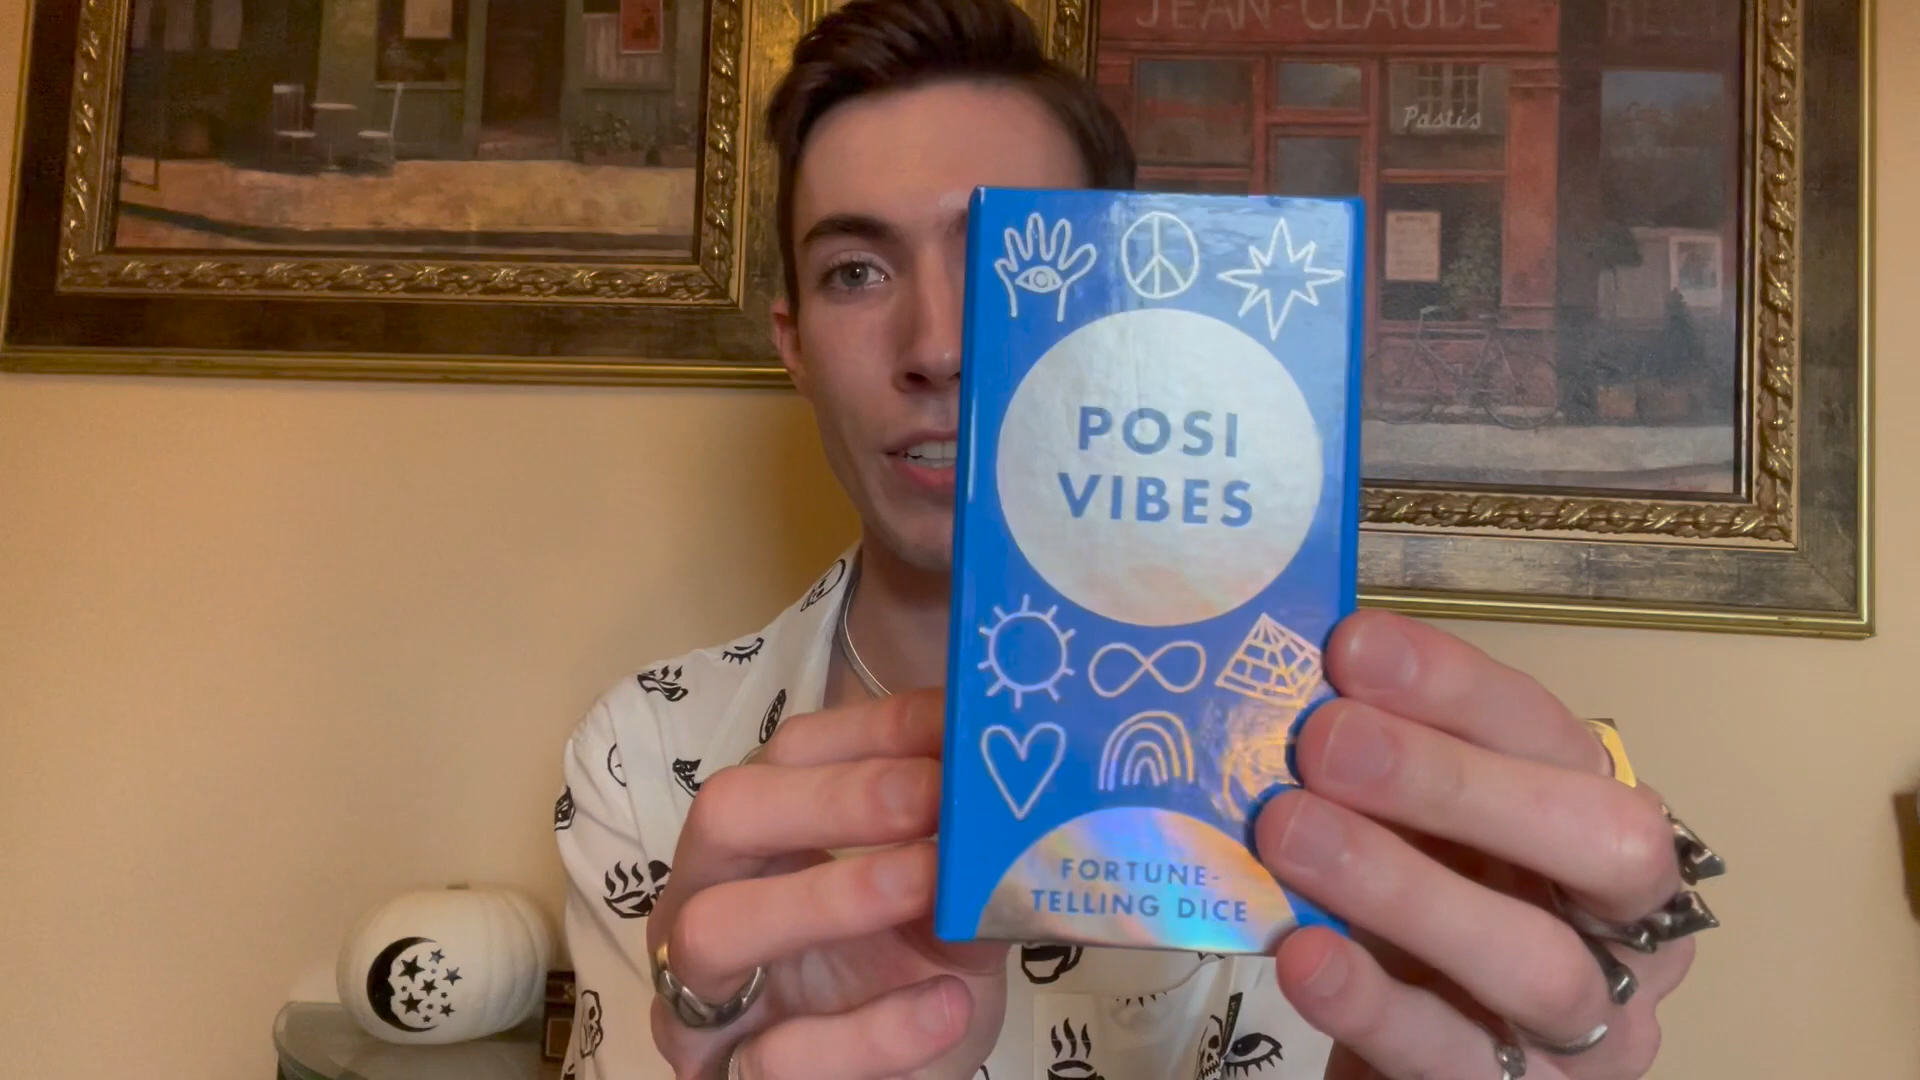 JEAN-CLAUDE
Pastis
POSI
VIBES
FORTUNE-
TELLING DICE